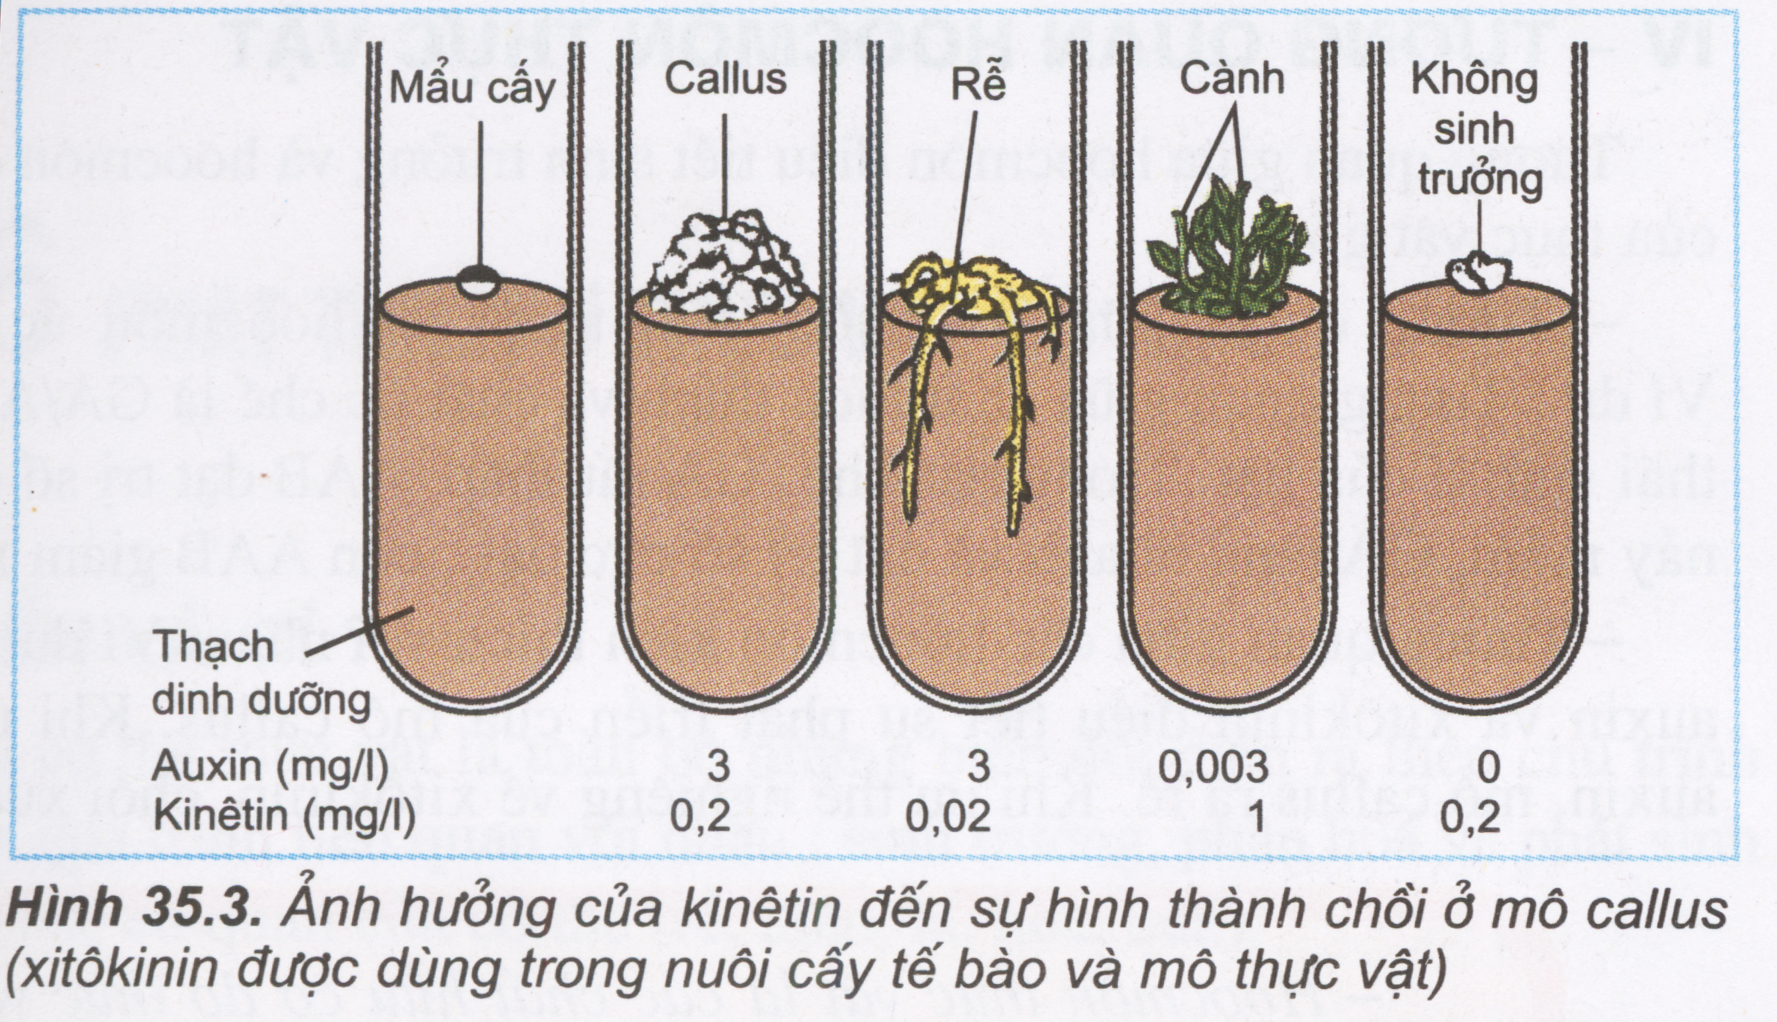 Mẩu cấy
Callus
Rễ
Cành
Không
sinh
trưởng
Thạch
dinh dưỡng
Auxin (mg/l) 3 3 0,003 0
Kinêtin (mg/l) 0,2 0,02 1 0,2
Hình 35.3. Ảnh hưởng của kinêtin đến sự hình thành chồi ở mô callus
(xitôkinin được dùng trong nuôi cấy tế bào và mô thực vật)